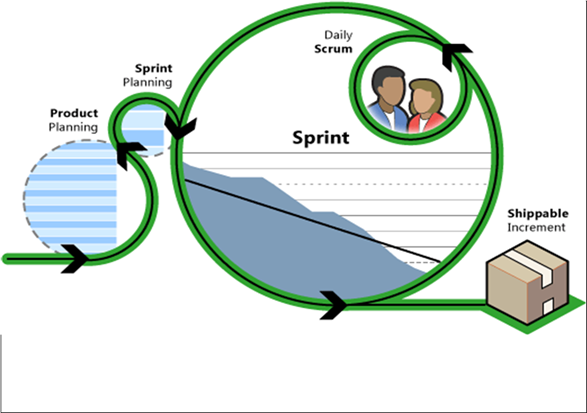 Daily
Scrum
Sprint
Planning
Product
Planning
Sprint
Shippable
Increment